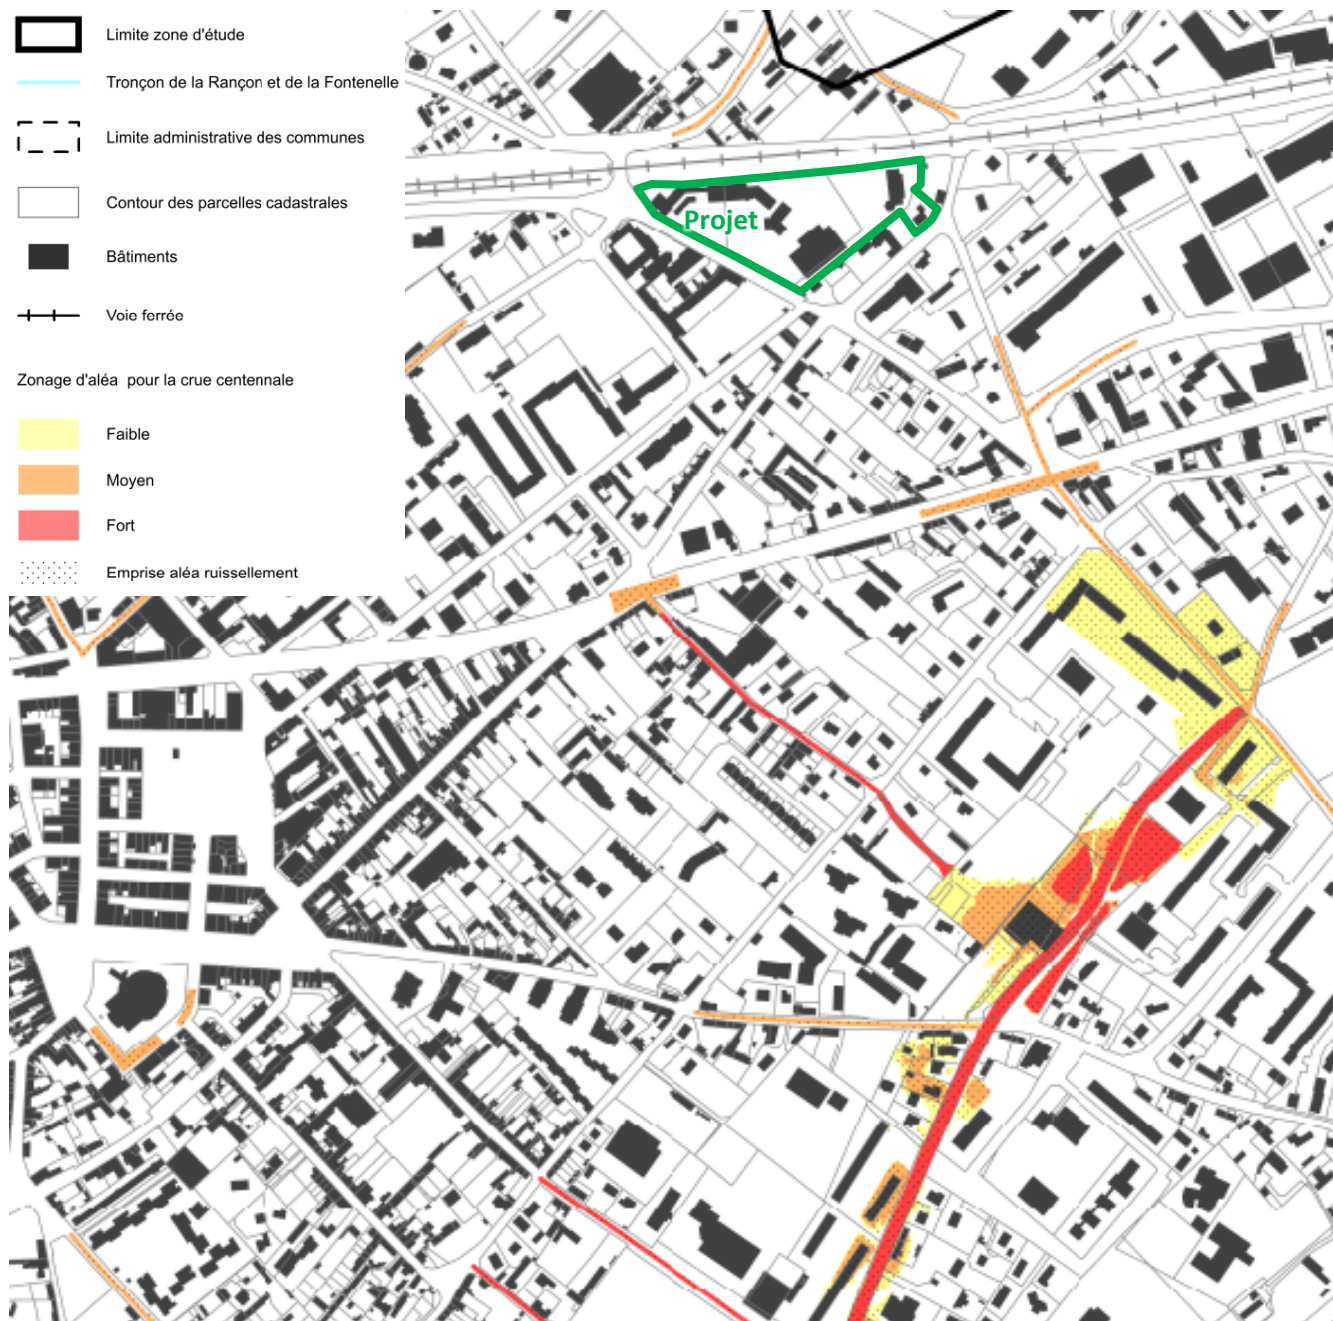 Limite zone d'étude
Tronçon de la Rançon et de la Fontenelle
Limite administrative des communes
Contour des parcelles cadastrales
Bâtiments
Voie ferrée
Zonage d'aléa pour la crue centennale
Faible
Moyen
Fort
Emprise aléa ruissellement
Projet